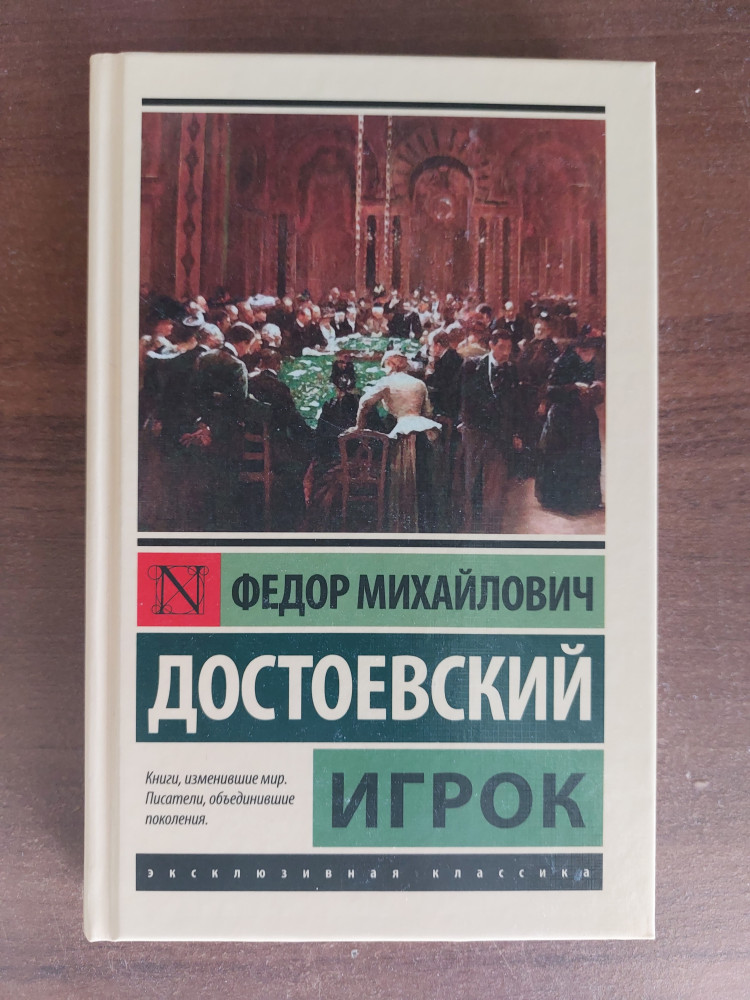 N ФЕДОР МИХАЙЛОВИЧ
ДОСТОЕВСКИЙ
Книги, изменившие мир.
Писатели, объединившие
поколения.
ИГРОК
эксклюзивная классика